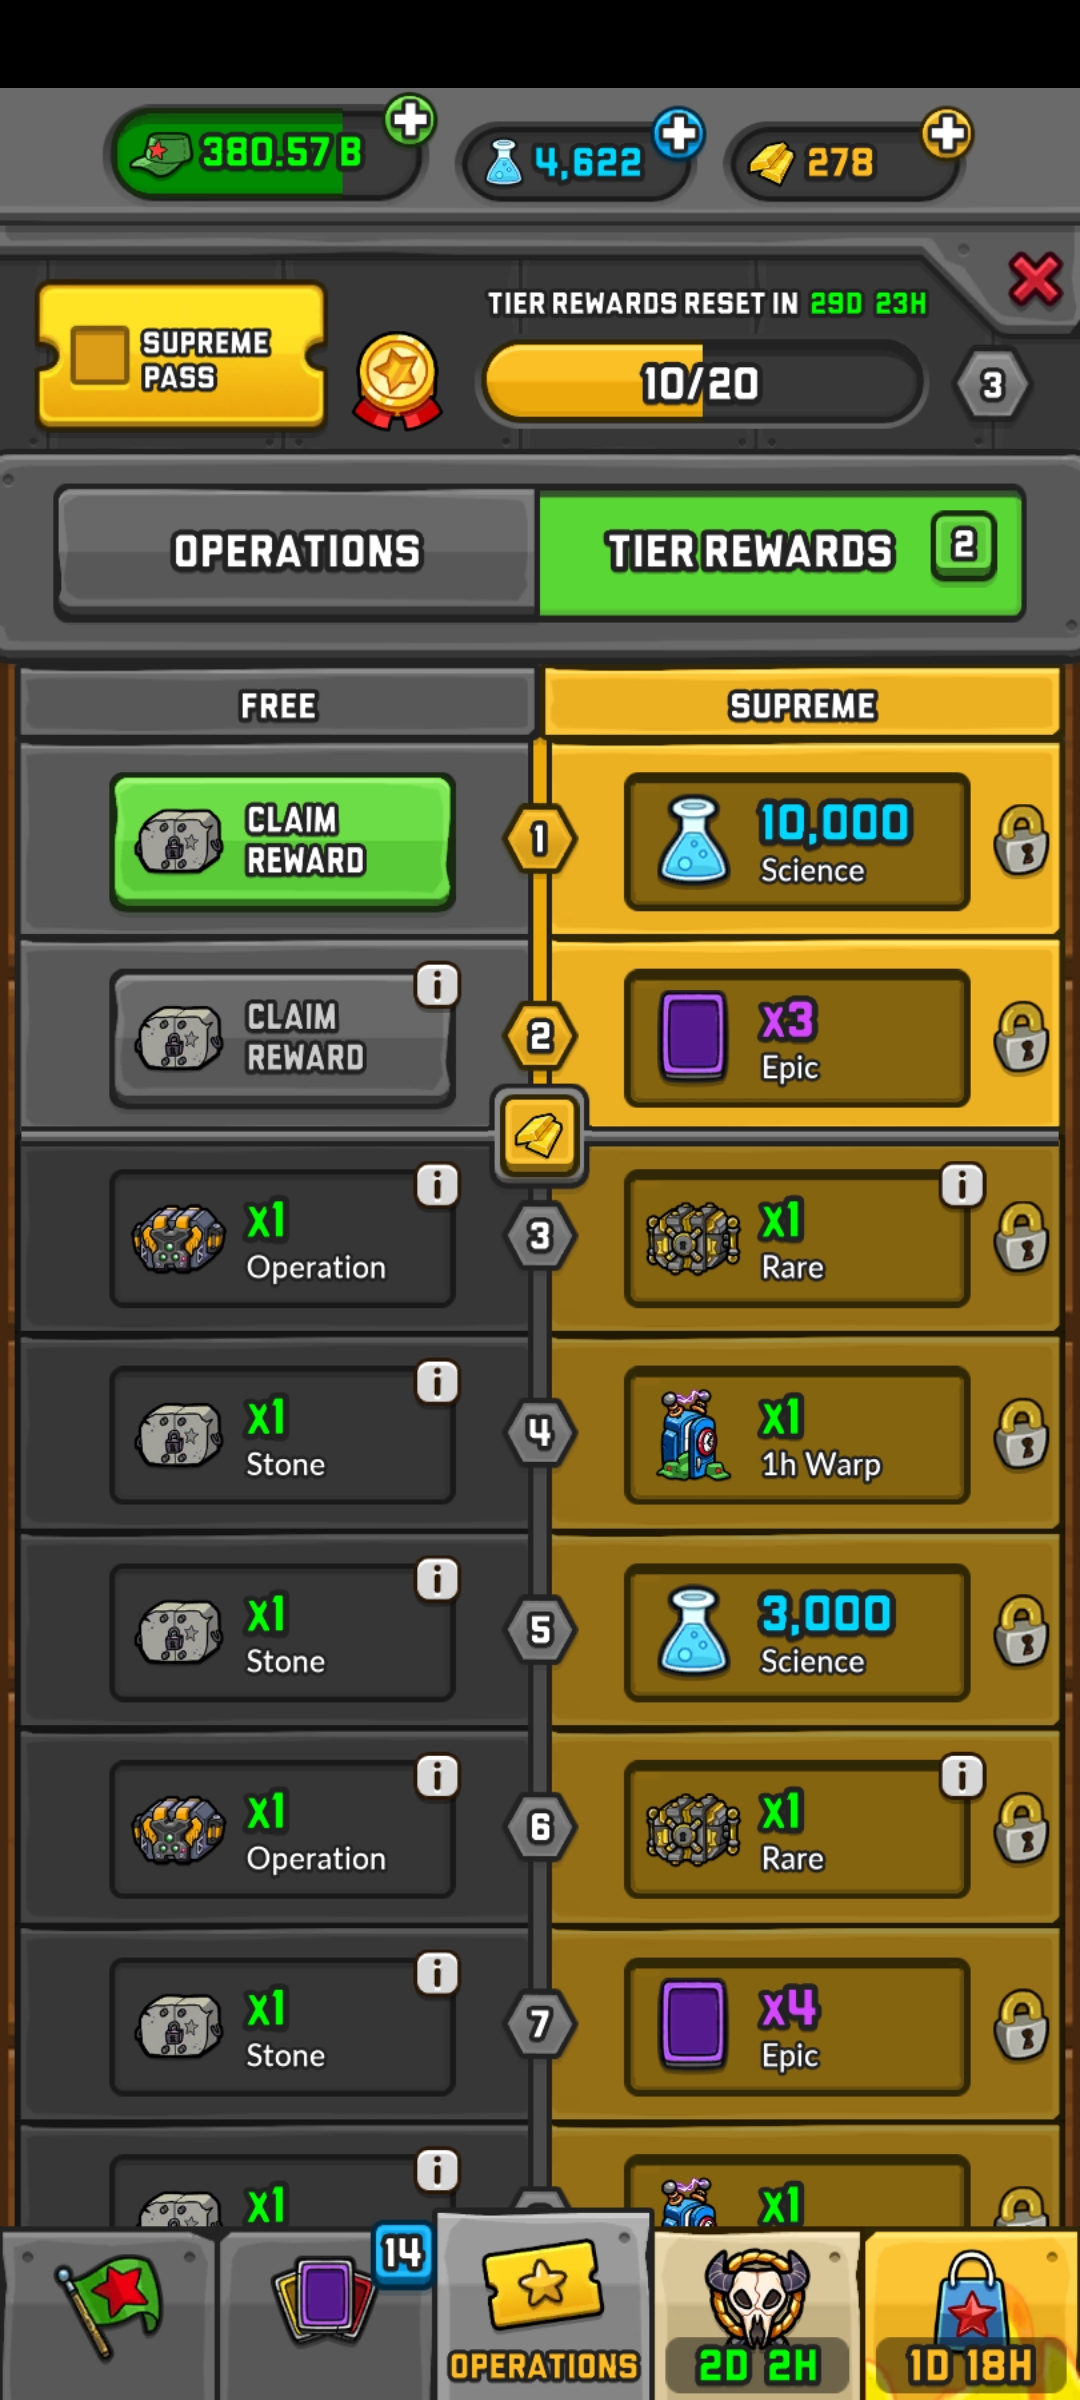 380.57 B
4,622
278
TIER REWARDS RESET IN 29D 23H
SUPREME
PASS
10/20
3
OPERATIONS
TIER REWARDS
2
FREE
SUPREME
CLAIM
REWARD
1
10,000
Science
CLAIM
REWARD
i
2
x3
Epic
x1
Operation
i
3
x1
Rare
i
x1
Stone
i
4
x1
1h Warp
x1
Stone
i
5
3,000
Science
x1
Operation
i
6
x1
Rare
i
x1
Stone
i
7
x4
Epic
x1
i
x1
14
OPERATIONS
2D 2H
1D 18H